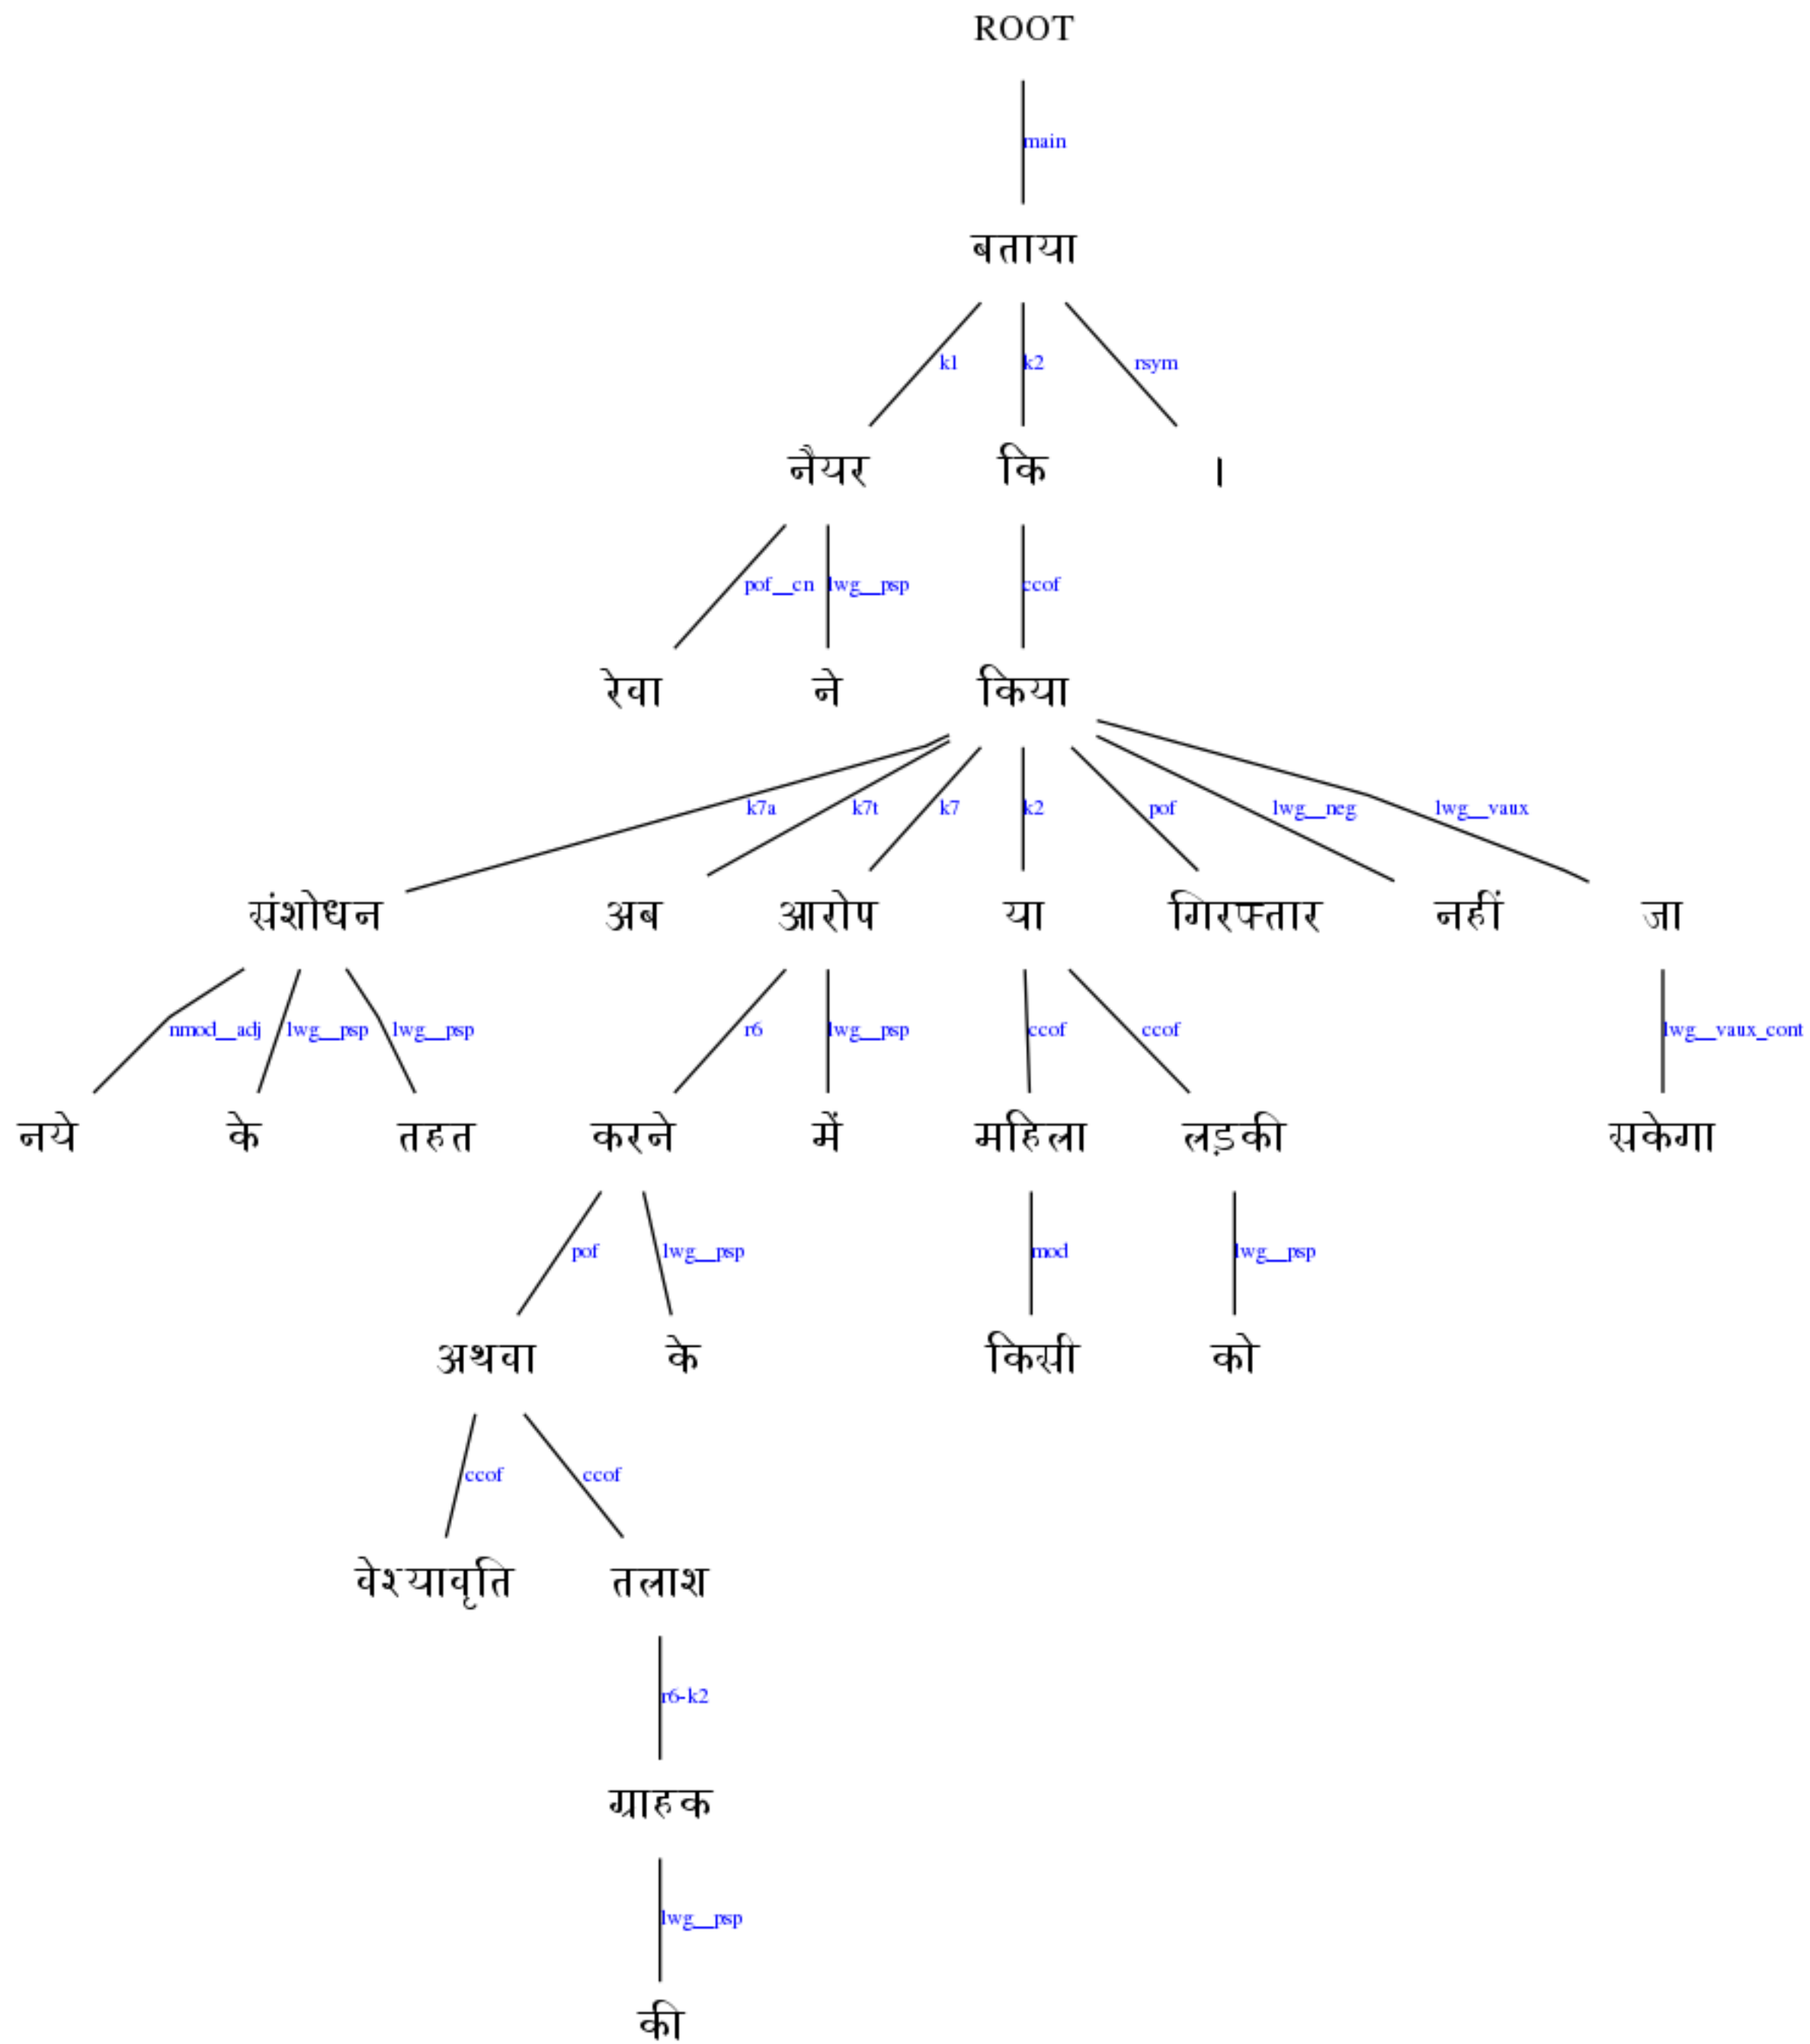 ROOT
main
बताया
k1 k2 rsym
नैयर कि ।
pof__cn lwg__psp ccof
रेवा ने किया
k7a k7t k7 k2 pof lwg__neg lwg__vaux
संशोधन अब आरोप या गिरफ्तार नहीं जा
nmod__adj lwg__psp lwg__psp r6 lwg__psp ccof ccof lwg__vaux_cont
नये के तहत करने में महिला लड़की सकेगा
pof lwg__psp mod lwg__psp
अथवा के किसी को
ccof ccof
वेश्यावृति तलाश
r6-k2
ग्राहक
lwg__psp
की